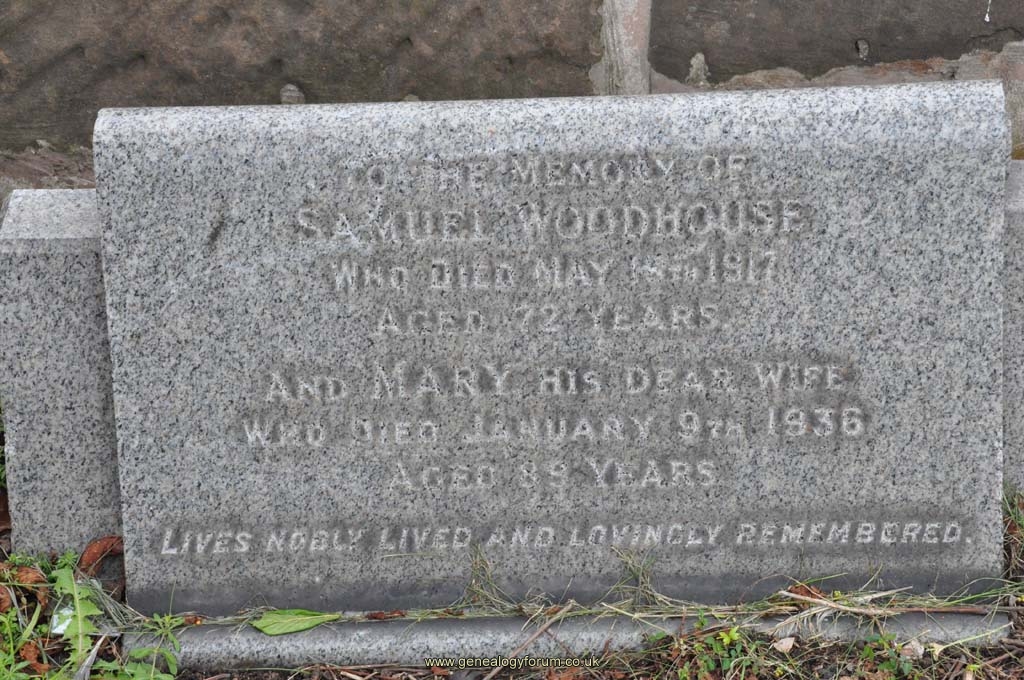 TO THE MEMORY OF
SAMUEL WOODHOUSE
WHO DIED MAY 1917
AGED 72 YEARS.
AND MARY HIS DEAR WIFE
WHO DIED JANUARY 9TH 1936
AGED 89 YEARS
LIVES NOBLY LIVED AND LOVINGLY REMEMBERED.
www.genealogyforum.co.uk